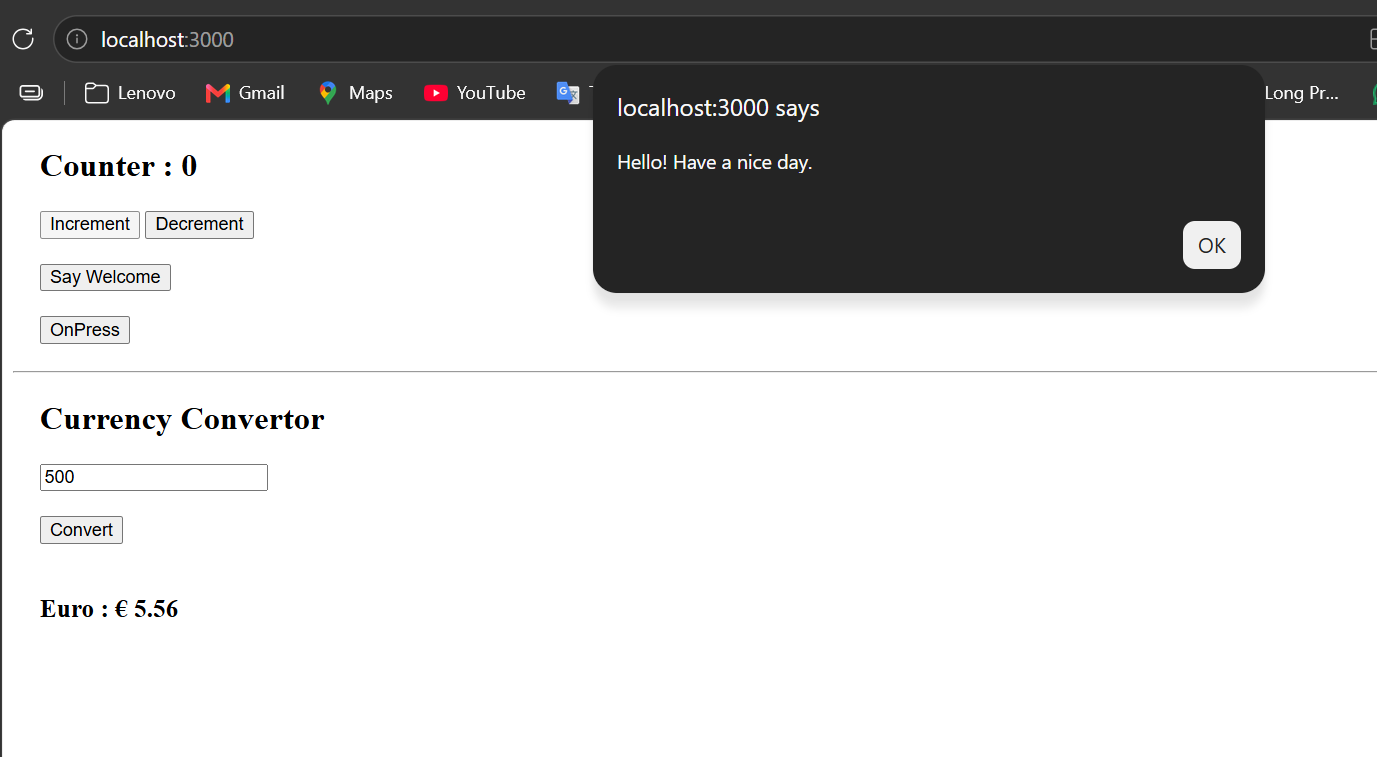 localhost:3000
Lenovo Gmail Maps YouTube Long Pr...
localhost:3000 says
Hello! Have a nice day.
OK
Counter : 0
Increment Decrement
Say Welcome
OnPress
Currency Convertor
500
Convert
Euro : € 5.56